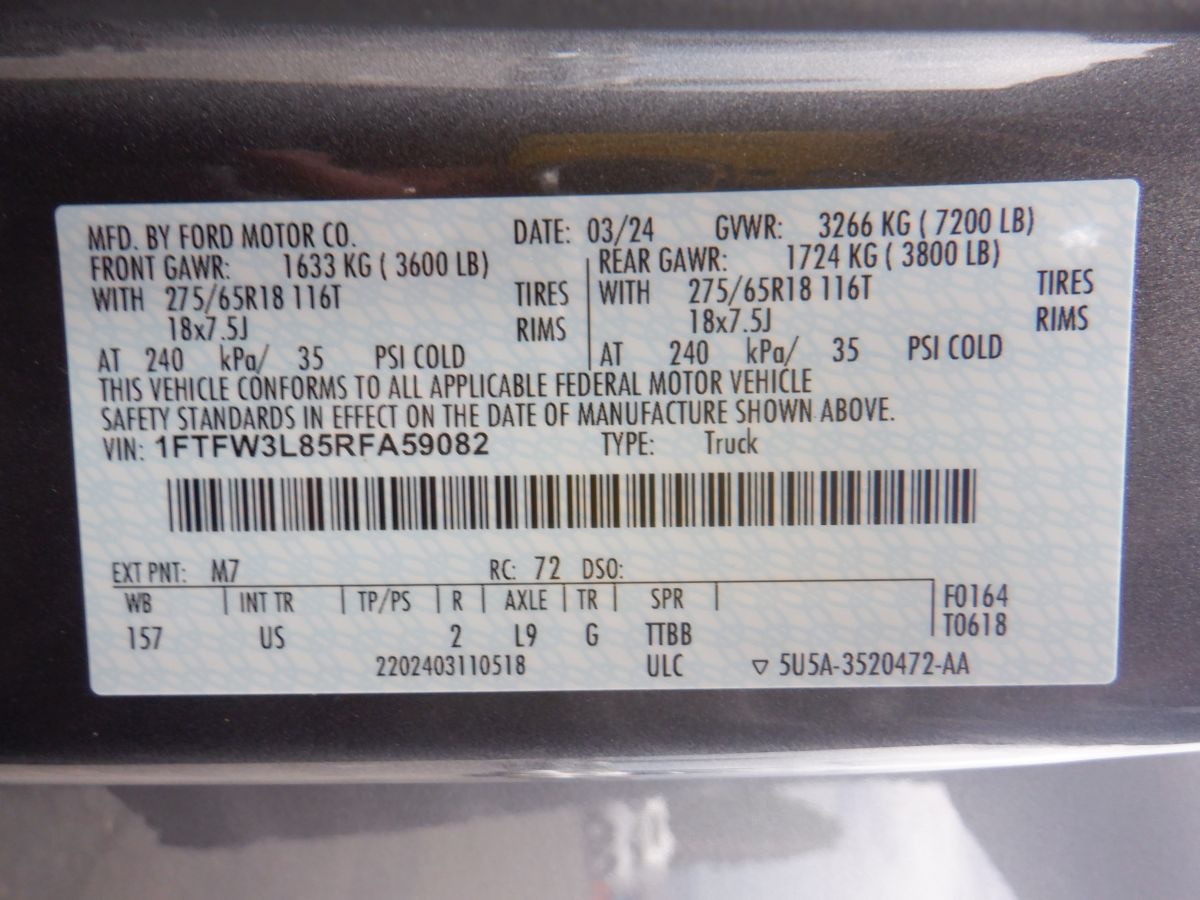 MFD. BY FORD MOTOR CO. DATE: 03/24 GVWR: 3266 KG ( 7200 LB)
FRONT GAWR: 1633 KG ( 3600 LB) REAR GAWR: 1724 KG ( 3800 LB)
WITH 275/65R18 116T TIRES WITH 275/65R18 116T TIRES
18x7.5J RIMS 18x7.5J RIMS
AT 240 kPa/ 35 PSI COLD AT 240 kPa/ 35 PSI COLD
THIS VEHICLE CONFORMS TO ALL APPLICABLE FEDERAL MOTOR VEHICLE
SAFETY STANDARDS IN EFFECT ON THE DATE OF MANUFACTURE SHOWN ABOVE.
VIN: 1FTFW3L85RFA59082 TYPE: Truck
EXT PNT: M7 RC: 72 DSO:
WB INT TR TP/PS R AXLE TR SPR F0164
157 US 2 L9 G TTBB T0618
2202403110518 ULC ▽ 5U5A-3520472-AA